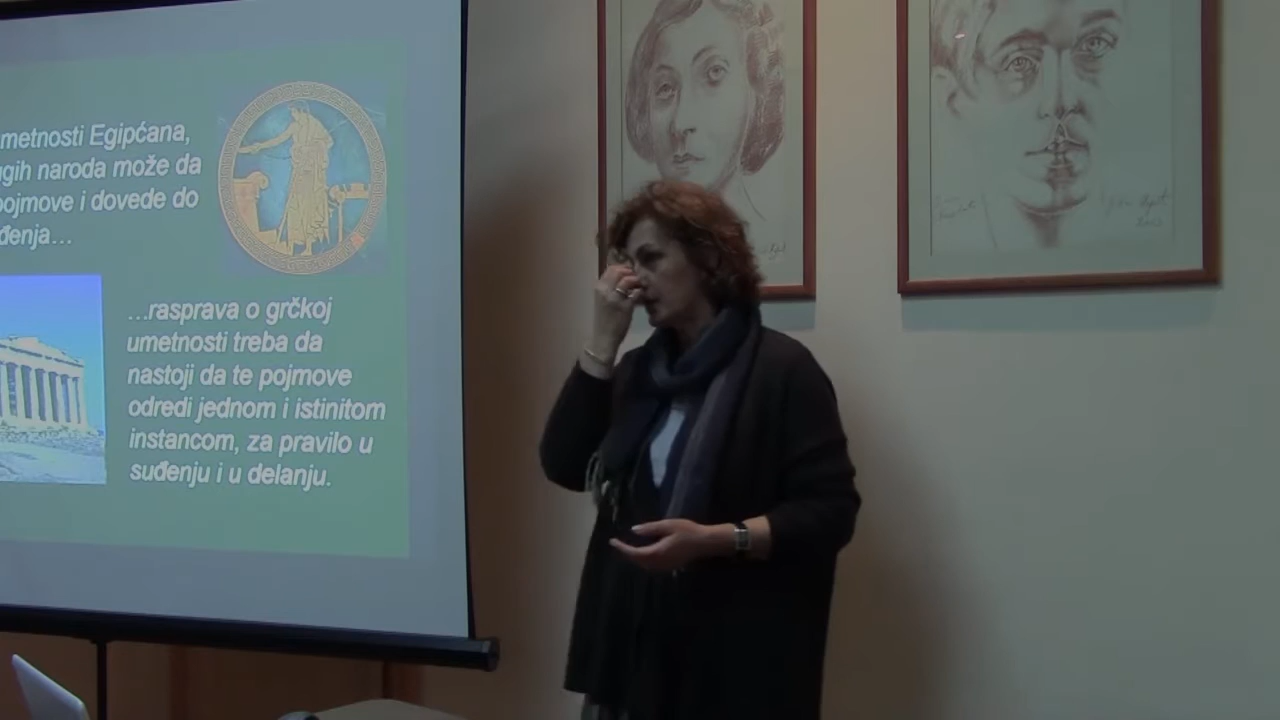 metnosti Egipćana,
gih naroda može da
pojmove i dovede do
đenja…
…rasprava o grčkoj
umetnosti treba da
nastoji da te pojmove
odredi jednom i istinitom
instancom, za pravilo u
suđenju i u delanju.